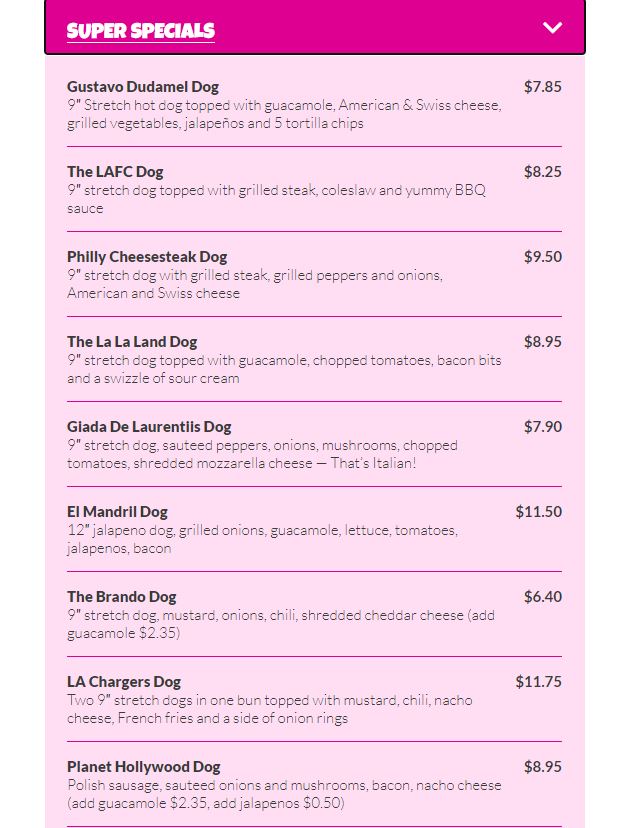 SUPER SPECIALS
Gustavo Dudamel Dog $7.85
9″ Stretch hot dog topped with guacamole, American & Swiss cheese,
grilled vegetables, jalapeños and 5 tortilla chips
The LAFC Dog $8.25
9″ stretch dog topped with grilled steak, coleslaw and yummy BBQ
sauce
Philly Cheesesteak Dog $9.50
9″ stretch dog with grilled steak, grilled peppers and onions,
American and Swiss cheese
The La La Land Dog $8.95
9″ stretch dog topped with guacamole, chopped tomatoes, bacon bits
and a swizzle of sour cream
Giada De Laurentiis Dog $7.90
9″ stretch dog, sauteed peppers, onions, mushrooms, chopped
tomatoes, shredded mozzarella cheese — That's Italian!
El Mandril Dog $11.50
12″ jalapeno dog, grilled onions, guacamole, lettuce, tomatoes,
jalapenos, bacon
The Brando Dog $6.40
9″ stretch dog, mustard, onions, chili, shredded cheddar cheese (add
guacamole $2.35)
LA Chargers Dog $11.75
Two 9″ stretch dogs in one bun topped with mustard, chili, nacho
cheese, French fries and a side of onion rings
Planet Hollywood Dog $8.95
Polish sausage, sauteed onions and mushrooms, bacon, nacho cheese
(add guacamole $2.35, add jalapenos $0.50)